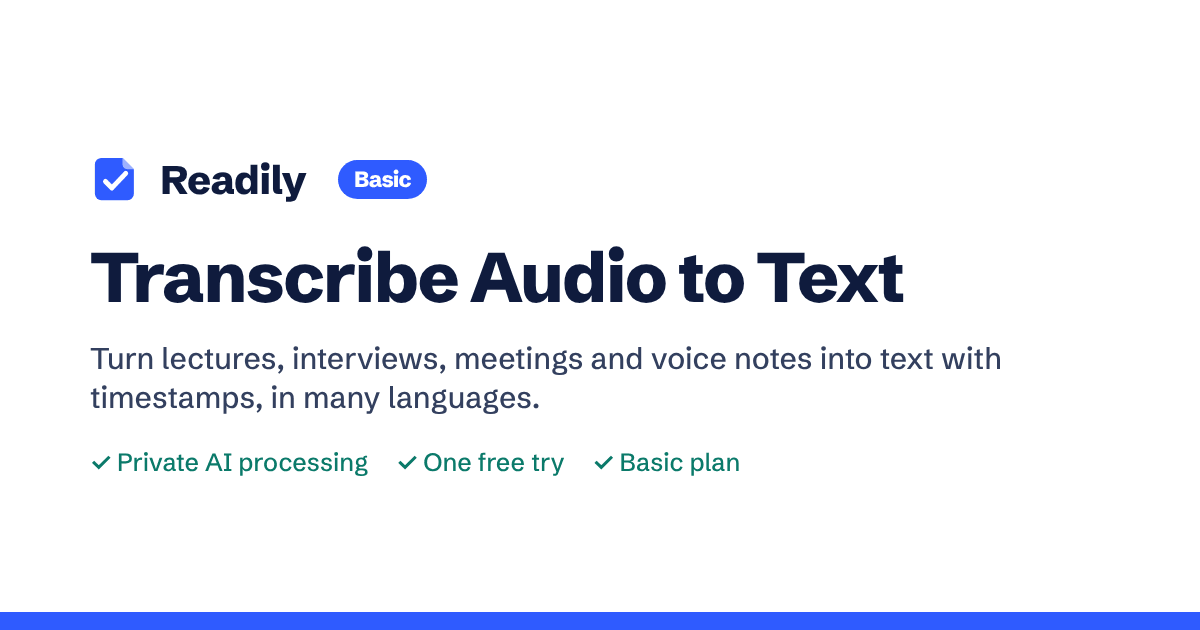 Readily Basic
Transcribe Audio to Text
Turn lectures, interviews, meetings and voice notes into text with
timestamps, in many languages.
✓ Private AI processing ✓ One free try ✓ Basic plan